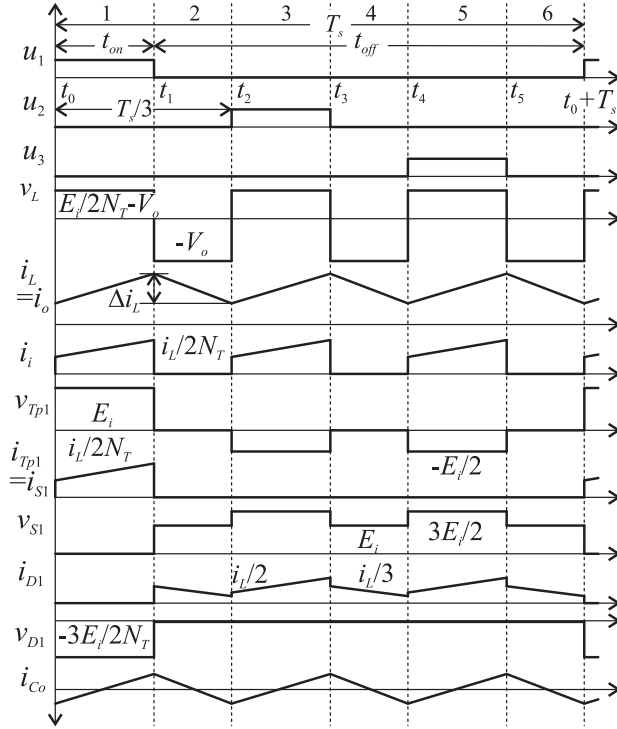 1 2 3 4 5 6
T_s
t_on t_off
u_1
t_0 t_1 t_2 t_3 t_4 t_5 t_0+T_s
u_2 T_s/3
u_3
v_L E_i/2N_T-V_o
-V_o
i_L
=i_o Δi_L
i_i i_L/2N_T
v_Tp1 E_i
i_Tp1 i_L/2N_T -E_i/2
=i_S1
v_S1 E_i 3E_i/2
i_D1 i_L/2 i_L/3
v_D1 -3E_i/2N_T
i_Co